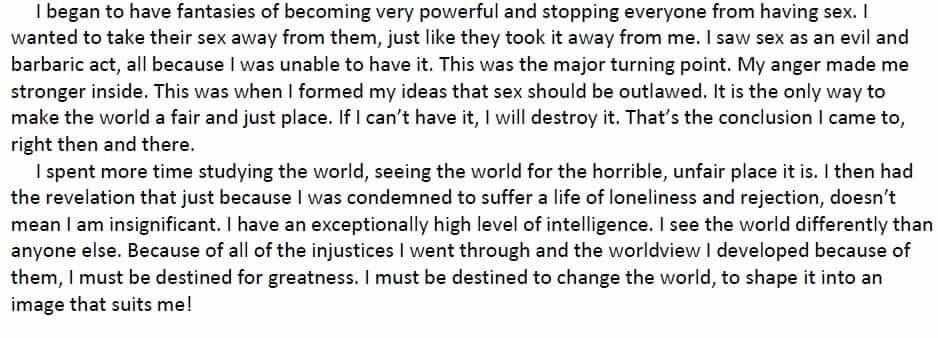 I began to have fantasies of becoming very powerful and stopping everyone from having sex. I
wanted to take their sex away from them, just like they took it away from me. I saw sex as an evil and
barbaric act, all because I was unable to have it. This was the major turning point. My anger made me
stronger inside. This was when I formed my ideas that sex should be outlawed. It is the only way to
make the world a fair and just place. If I can’t have it, I will destroy it. That’s the conclusion I came to,
right then and there.
I spent more time studying the world, seeing the world for the horrible, unfair place it is. I then had
the revelation that just because I was condemned to suffer a life of loneliness and rejection, doesn’t
mean I am insignificant. I have an exceptionally high level of intelligence. I see the world differently than
anyone else. Because of all of the injustices I went through and the worldview I developed because of
them, I must be destined for greatness. I must be destined to change the world, to shape it into an
image that suits me!